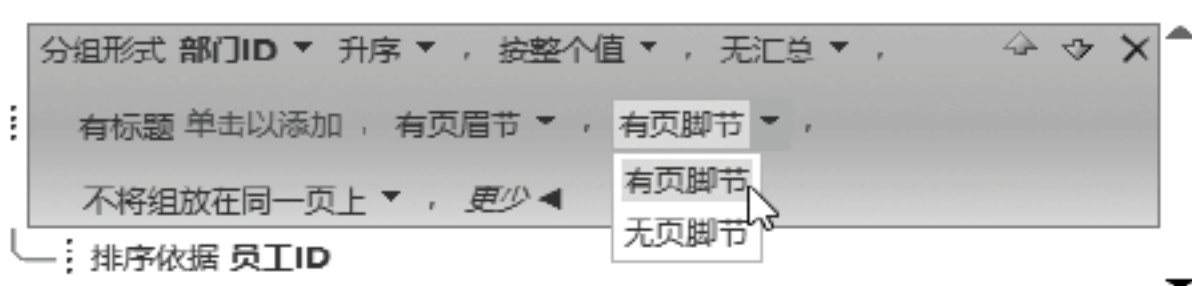 分组形式 部门ID ▼ 升序 ▼ , 按整个值 ▼ , 无汇总 ▼ ,
有标题 单击以添加 , 有页眉节 ▼ , 有页脚节 ▼ ,
有页脚节
不将组放在同一页上 ▼ , 更少 ◀
无页脚节
排序依据 员工ID